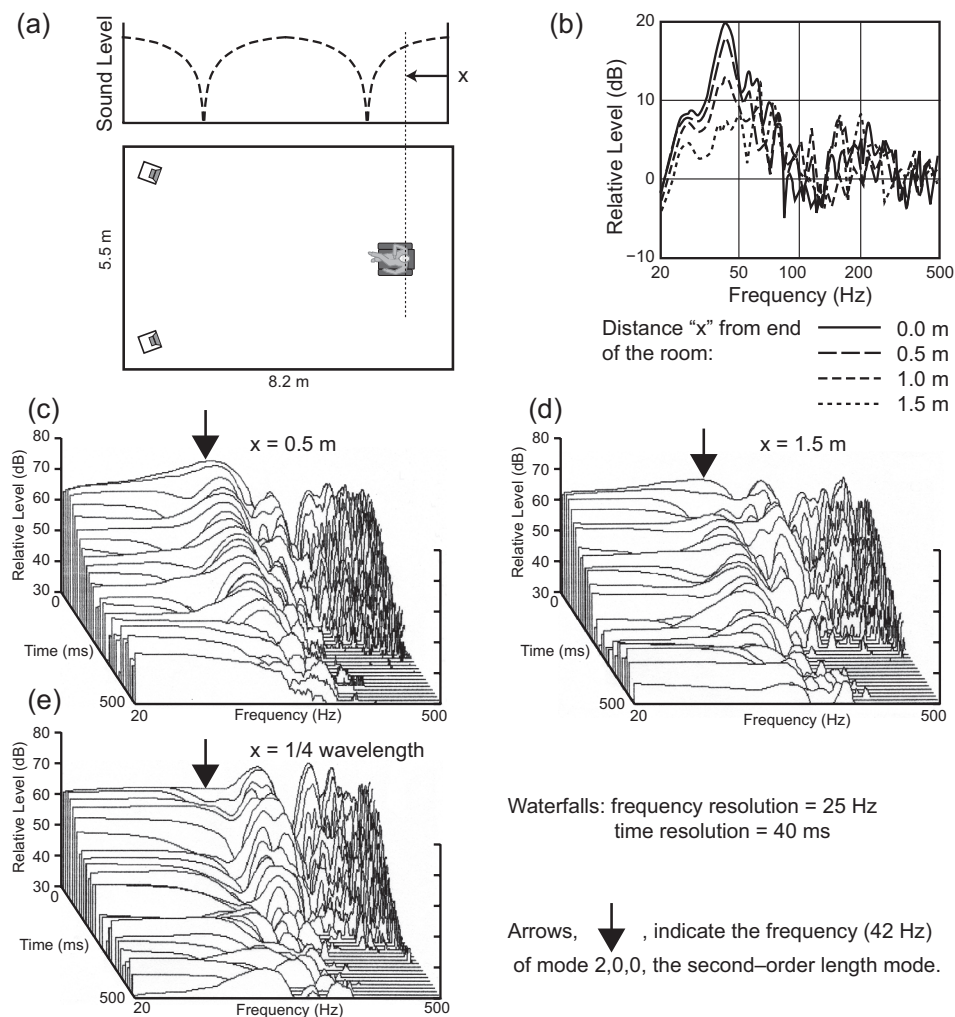 (a)
Sound Level
x
5.5 m
8.2 m
(b)
Relative Level (dB)
20
10
0
−10
20
50
100
200
500
Frequency (Hz)
Distance “x” from end
of the room:
0.0 m
0.5 m
1.0 m
1.5 m
(c)
x = 0.5 m
Relative Level (dB)
80
70
60
50
40
30
0
Time (ms)
500
20
Frequency (Hz)
500
(d)
x = 1.5 m
Relative Level (dB)
80
70
60
50
40
30
0
Time (ms)
500
20
Frequency (Hz)
500
(e)
x = 1/4 wavelength
Relative Level (dB)
80
70
60
50
40
30
0
Time (ms)
500
20
Frequency (Hz)
500
Waterfalls: frequency resolution = 25 Hz
time resolution = 40 ms
Arrows, , indicate the frequency (42 Hz)
of mode 2,0,0, the second–order length mode.